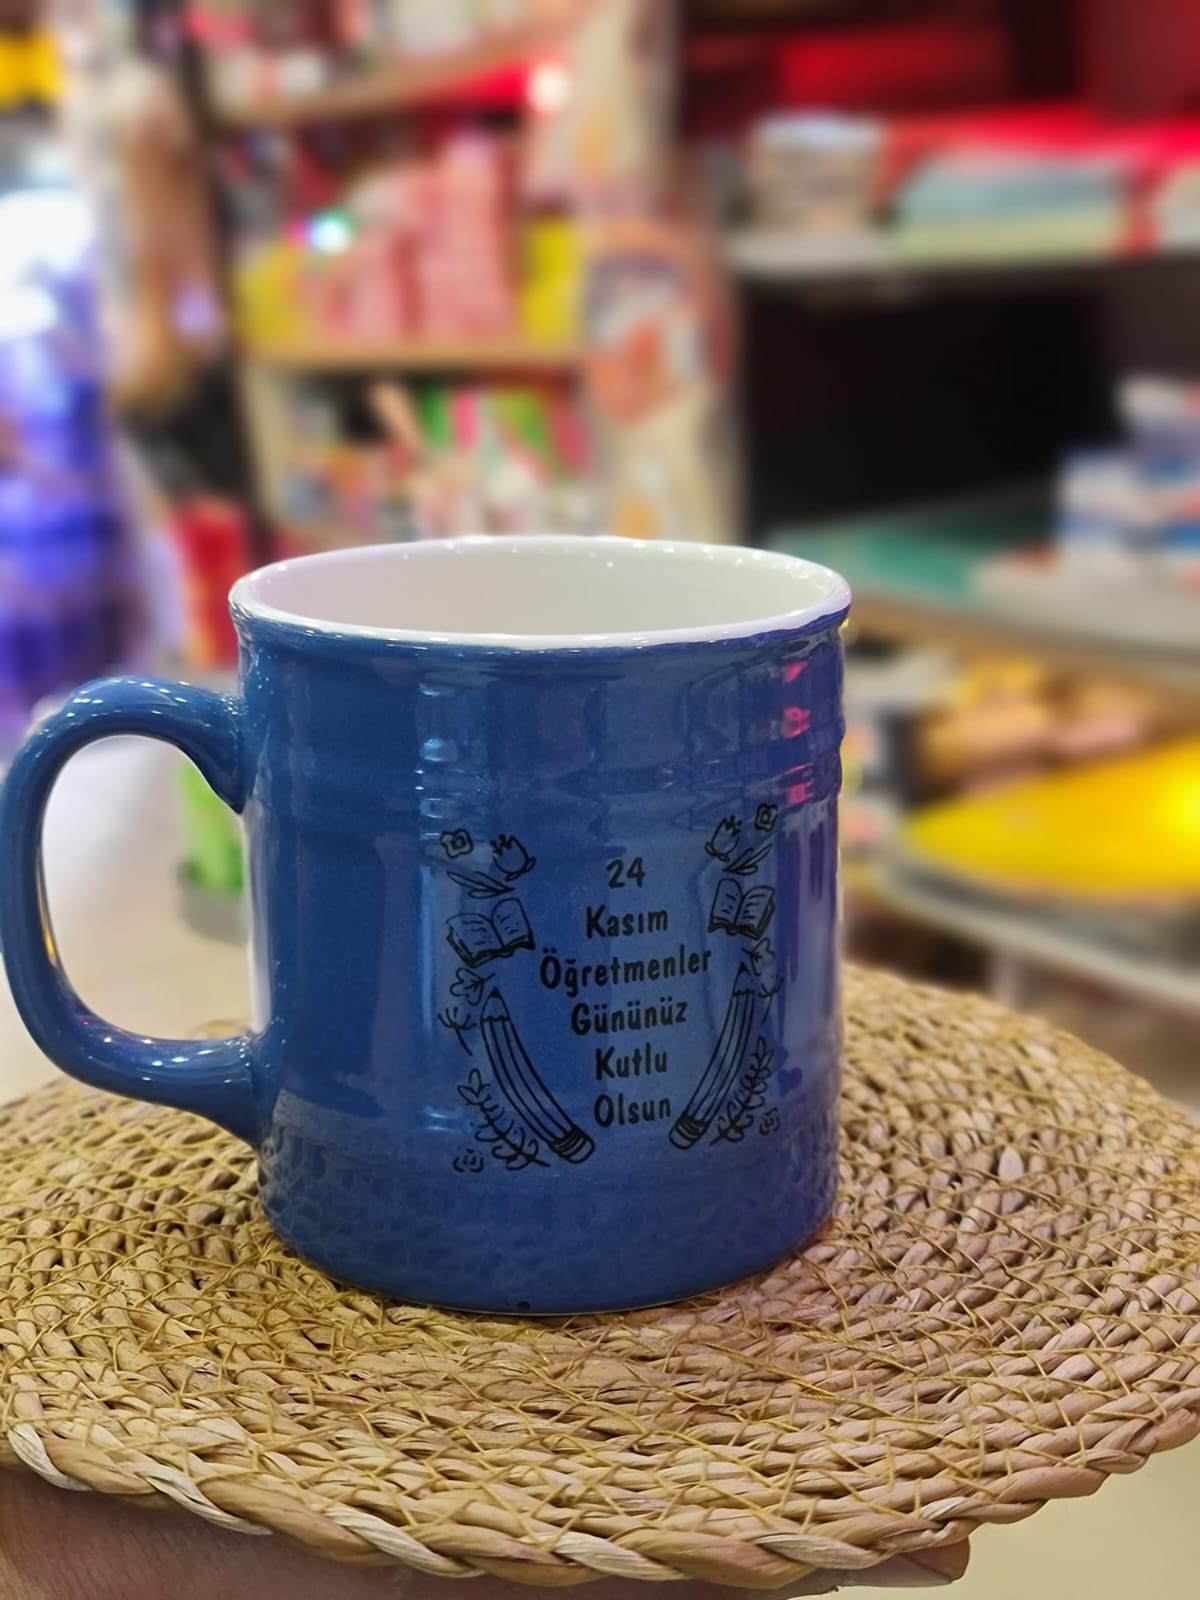 24
Kasım
Öğretmenler
Gününüz
Kutlu
Olsun